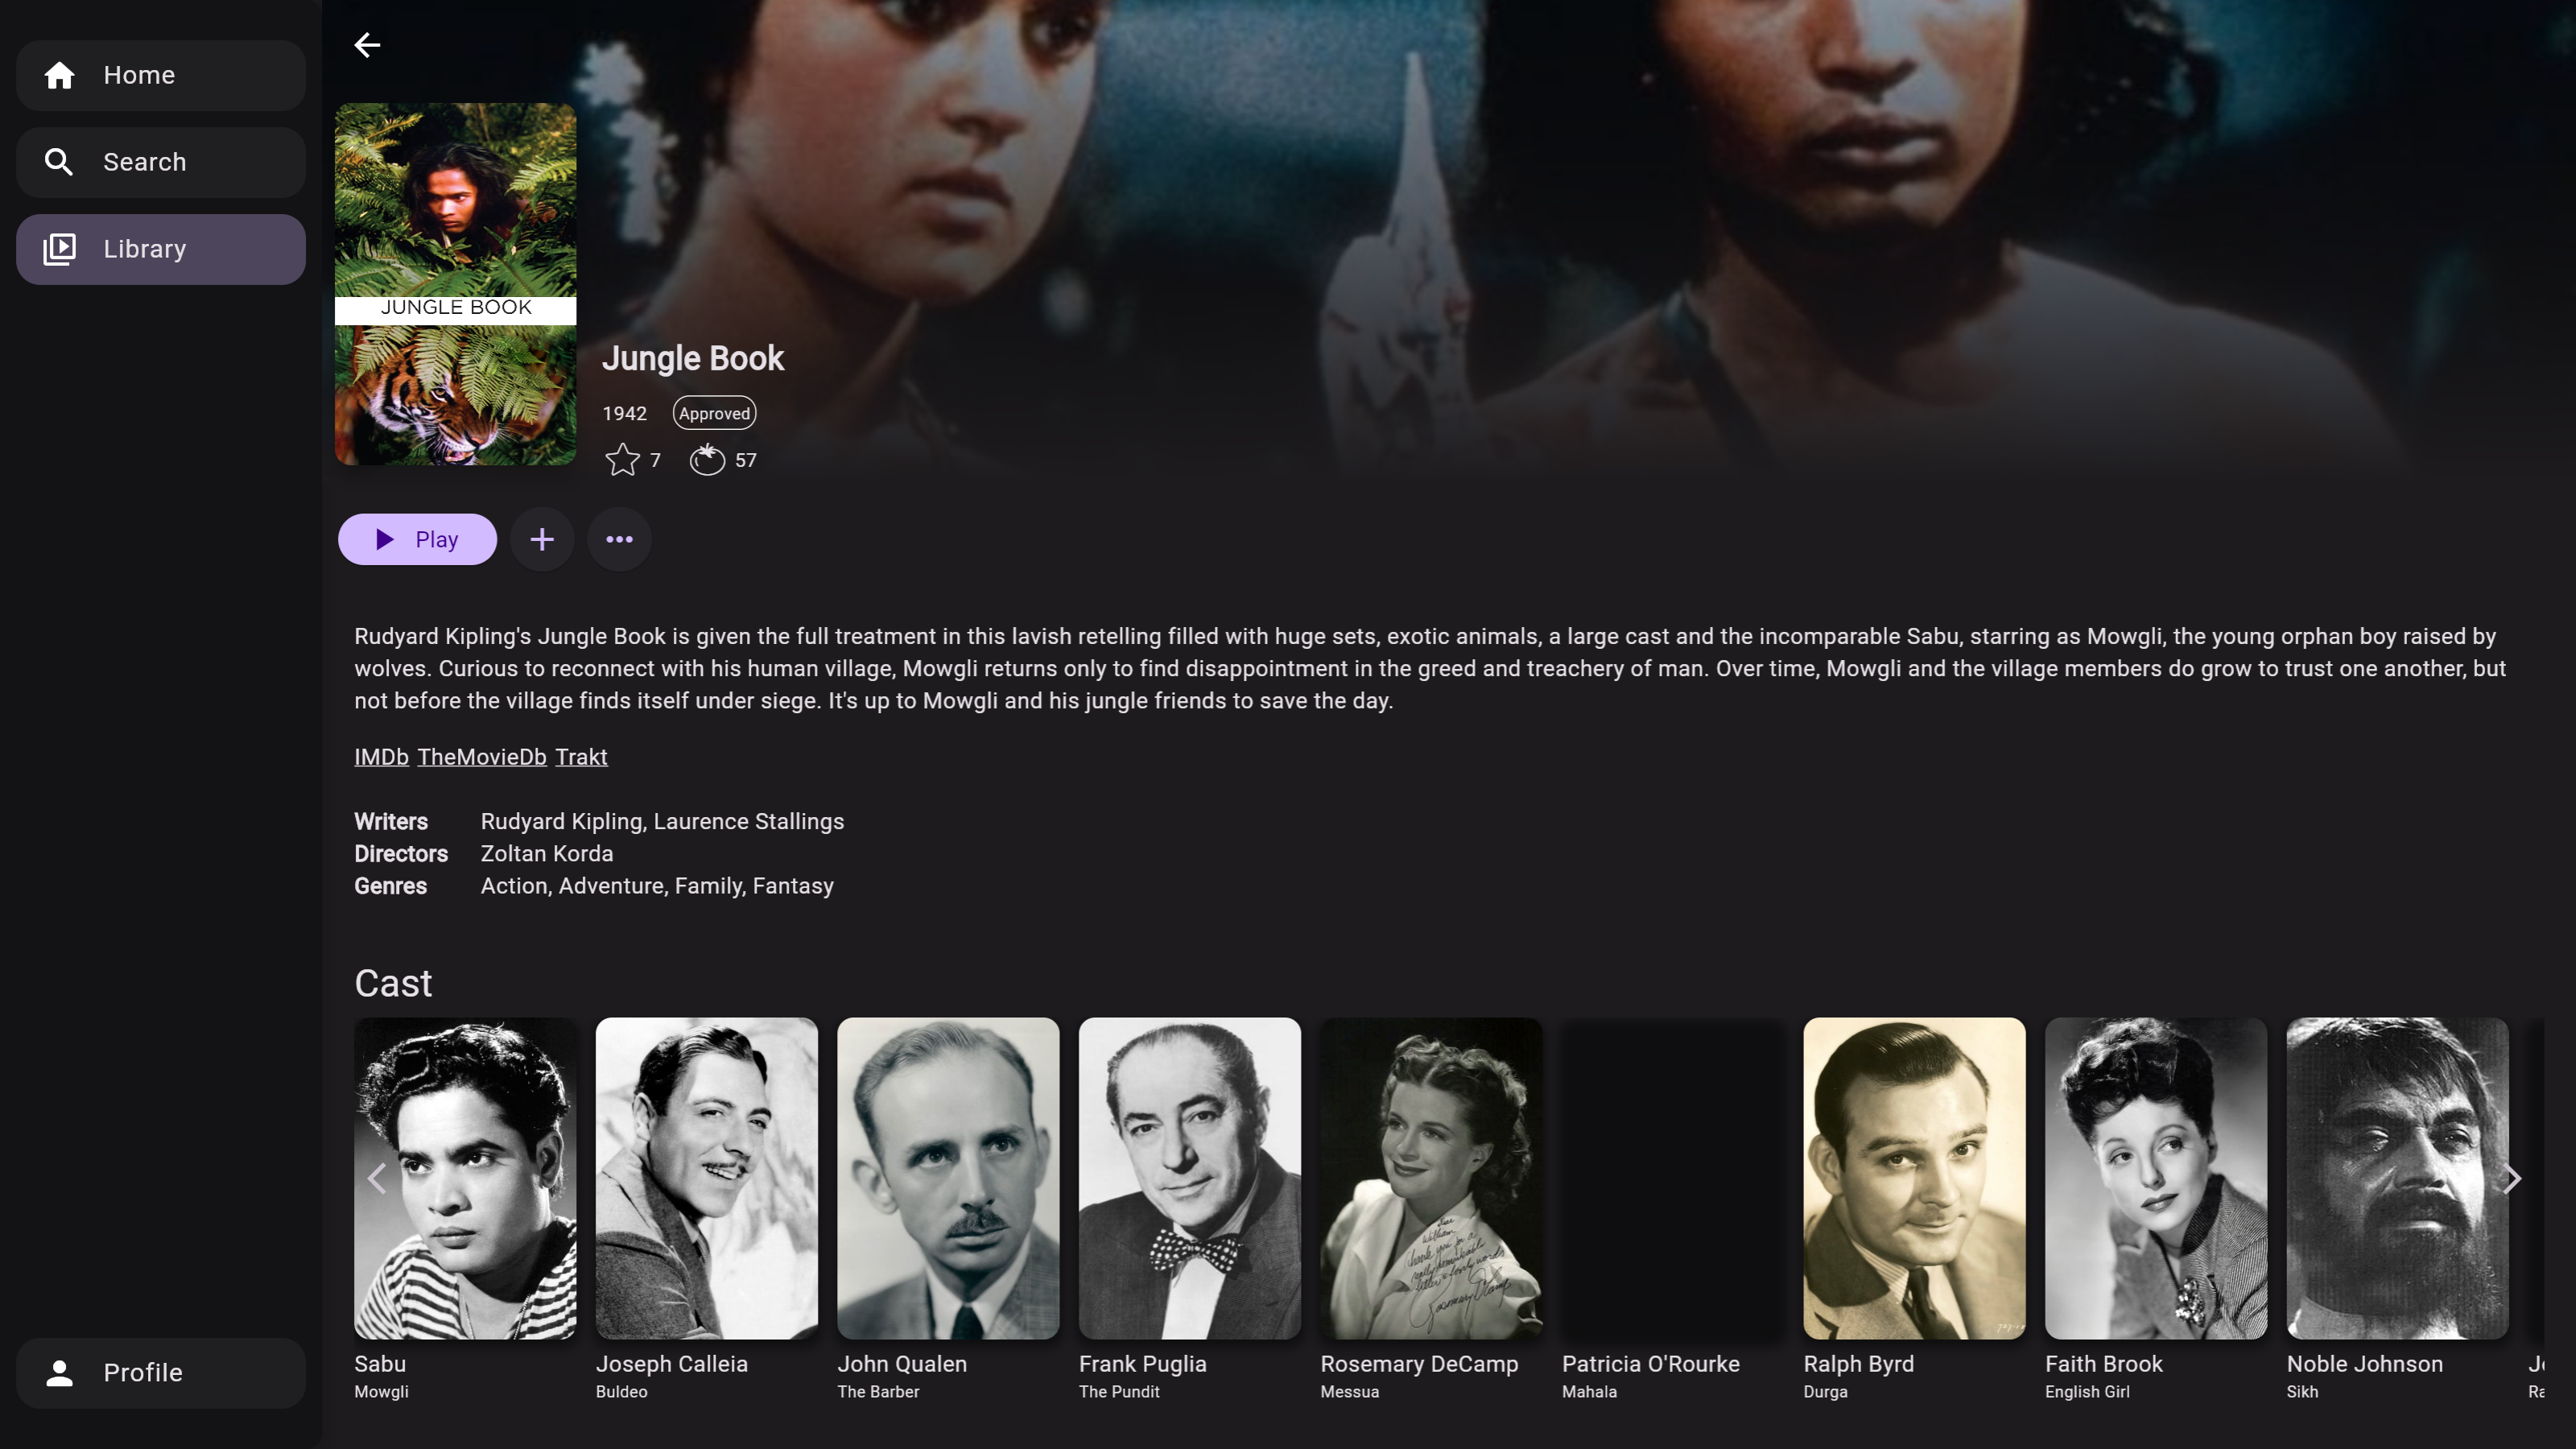 Home
Search
Library
Profile
JUNGLE BOOK
Jungle Book
1942 Approved
7 57
Play
Rudyard Kipling's Jungle Book is given the full treatment in this lavish retelling filled with huge sets, exotic animals, a large cast and the incomparable Sabu, starring as Mowgli, the young orphan boy raised by
wolves. Curious to reconnect with his human village, Mowgli returns only to find disappointment in the greed and treachery of man. Over time, Mowgli and the village members do grow to trust one another, but
not before the village finds itself under siege. It's up to Mowgli and his jungle friends to save the day.
IMDb TheMovieDb Trakt
Writers Rudyard Kipling, Laurence Stallings
Directors Zoltan Korda
Genres Action, Adventure, Family, Fantasy
Cast
Sabu
Mowgli
Joseph Calleia
Buldeo
John Qualen
The Barber
Frank Puglia
The Pundit
Rosemary DeCamp
Messua
Patricia O'Rourke
Mahala
Ralph Byrd
Durga
Faith Brook
English Girl
Noble Johnson
Sikh